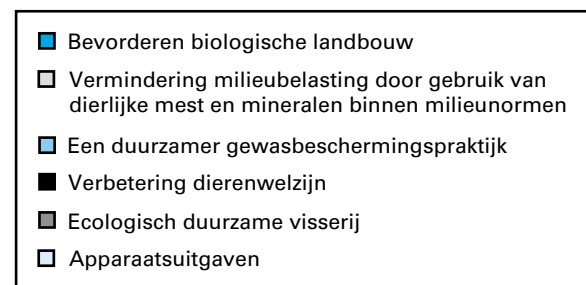 Bevorderen biologische landbouw
Vermindering milieubelasting door gebruik van
dierlijke mest en mineralen binnen milieunormen
Een duurzamer gewasbeschermingspraktijk
Verbetering dierenwelzijn
Ecologisch duurzame visserij
Apparaatsuitgaven